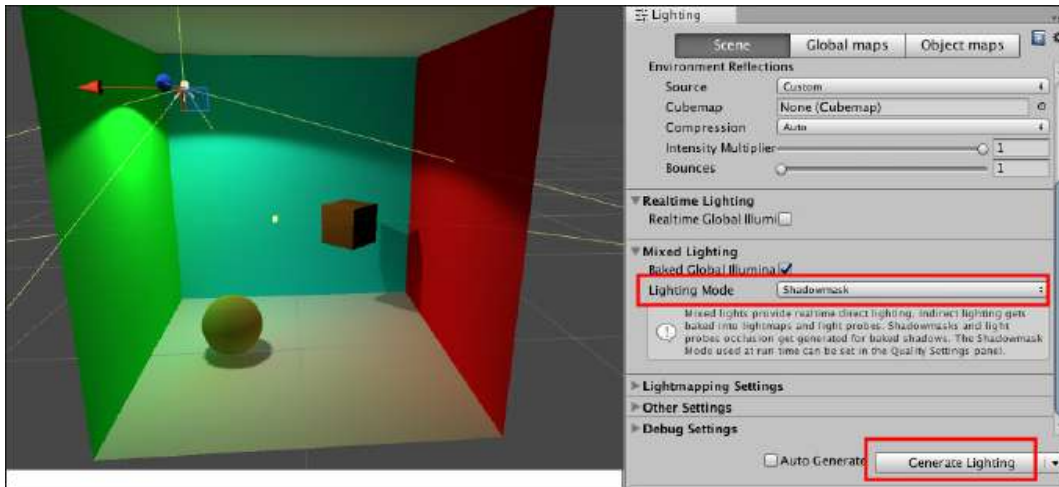 Lighting
Scene Global maps Object maps
Environment Reflections
Source Custom
Cubemap None (Cubemap)
Compression Auto
Intensity Multiplier 1
Bounces 1
Realtime Lighting
Realtime Global Illumi
Mixed Lighting
Baked Global Illumina
Lighting Mode Shadowmask
Mixed lights provide realtime direct lighting. Indirect lighting gets
baked into lightmaps and light probes. Shadowmasks and light
probes occlusion get generated for baked shadows. The Shadowmask
Mode used at run time can be set in the Quality Settings panel.
Lightmapping Settings
Other Settings
Debug Settings
Auto Generate Generate Lighting